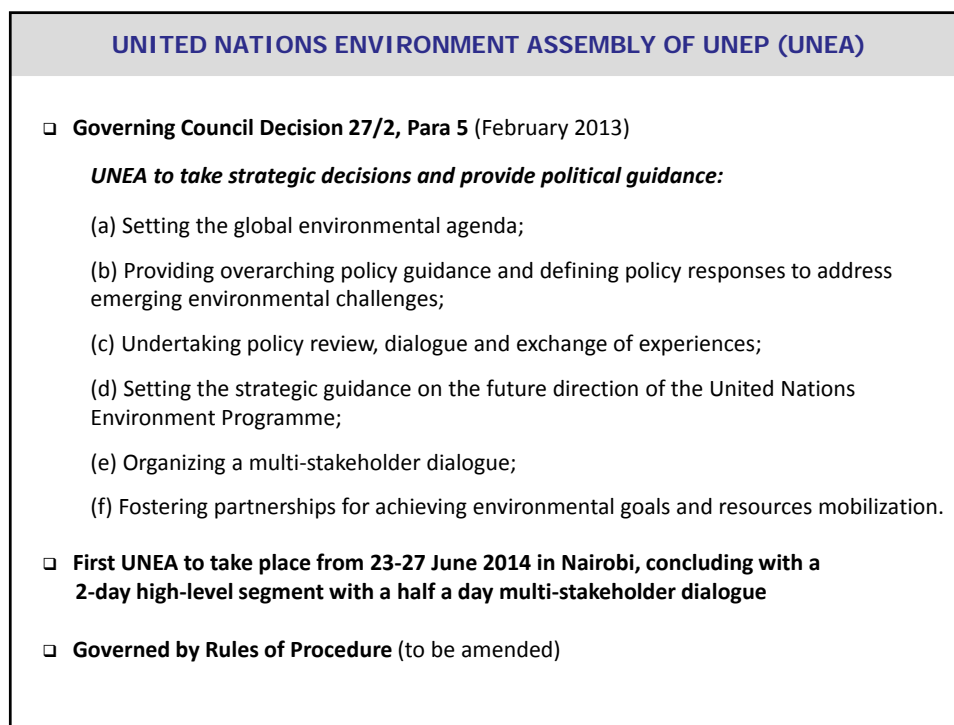 UNITED NATIONS ENVIRONMENT ASSEMBLY OF UNEP (UNEA)
❑ Governing Council Decision 27/2, Para 5 (February 2013)
UNEA to take strategic decisions and provide political guidance:
(a) Setting the global environmental agenda;
(b) Providing overarching policy guidance and defining policy responses to address
emerging environmental challenges;
(c) Undertaking policy review, dialogue and exchange of experiences;
(d) Setting the strategic guidance on the future direction of the United Nations
Environment Programme;
(e) Organizing a multi-stakeholder dialogue;
(f) Fostering partnerships for achieving environmental goals and resources mobilization.
❑ First UNEA to take place from 23-27 June 2014 in Nairobi, concluding with a
2-day high-level segment with a half a day multi-stakeholder dialogue
❑ Governed by Rules of Procedure (to be amended)